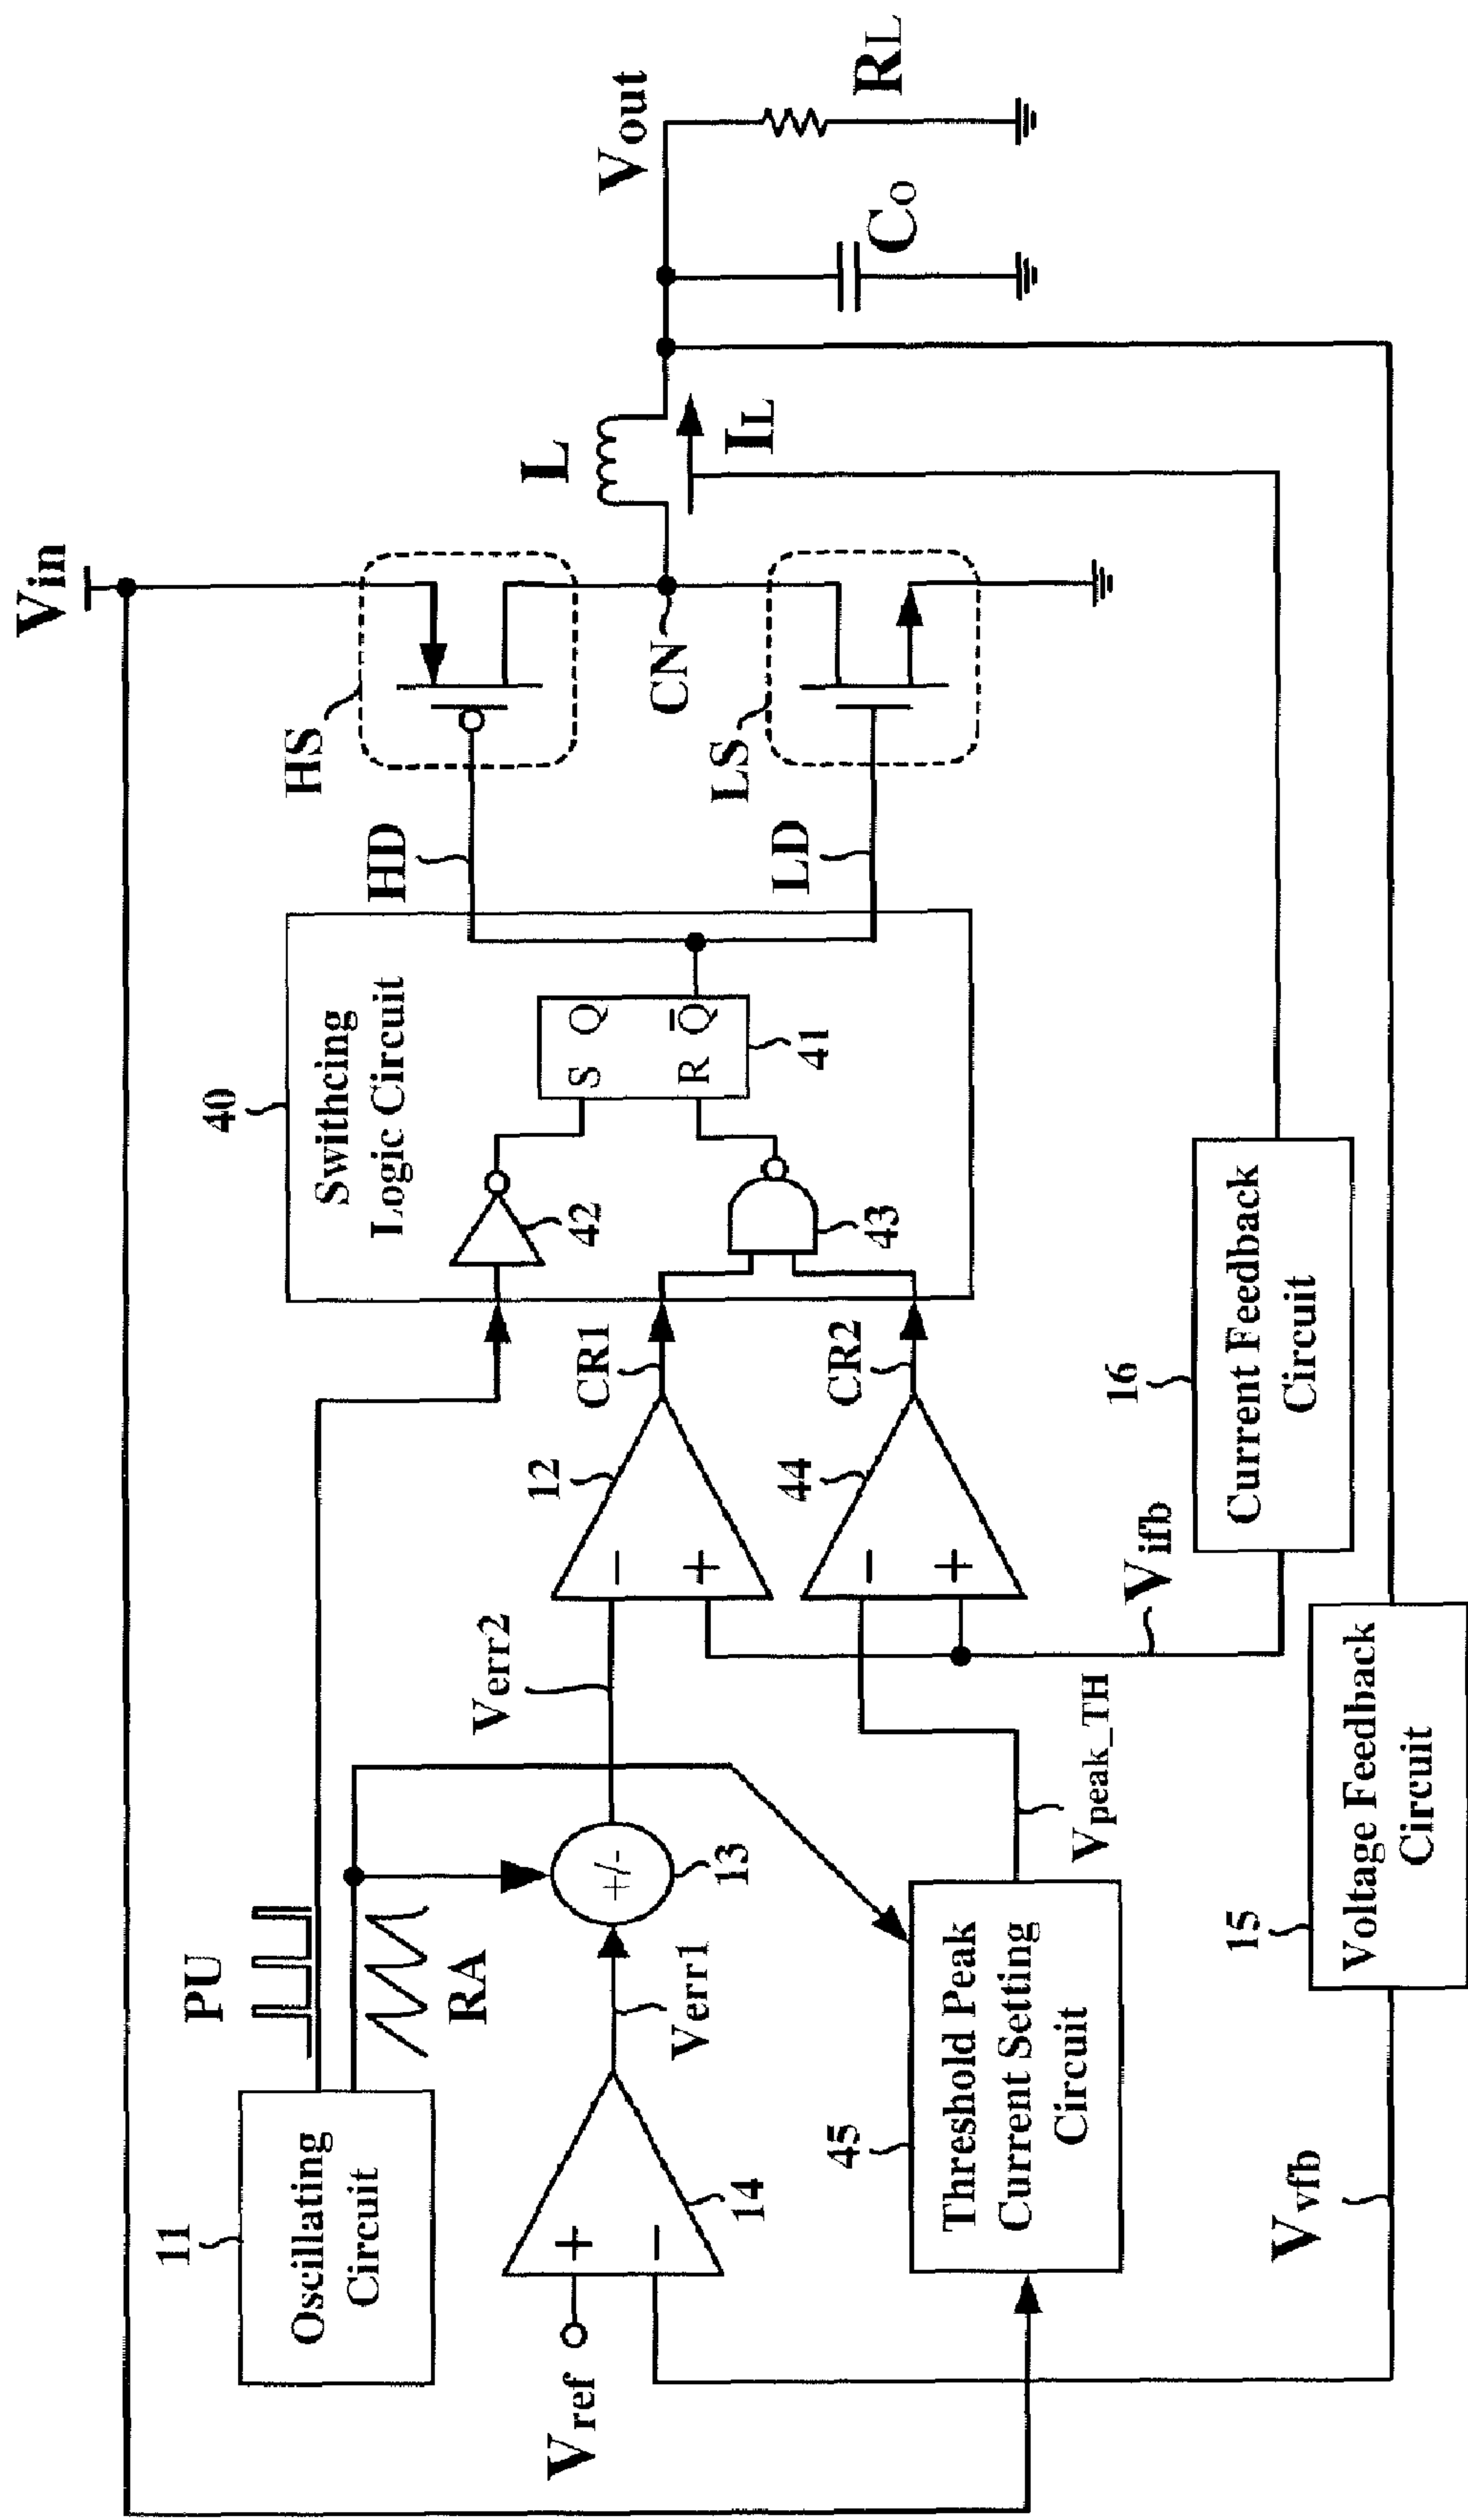 Vin
HS
L
Vout
HD
CN
IL
Co
RL
LS
LD
40
Swithcing
Logic Circuit
S Q
R Q̅
41
42
43
PU
11
Oscillating
Circuit
RA
Verr2
12
−
+
CR1
44
−
+
CR2
Vref
+
−
14
Verr1
+/-
13
45
Threshold Peak
Current Setting
Circuit
Vpeak_TH
Vifb
16
Current Feedback
Circuit
15
Voltage Feedback
Circuit
Vvfb